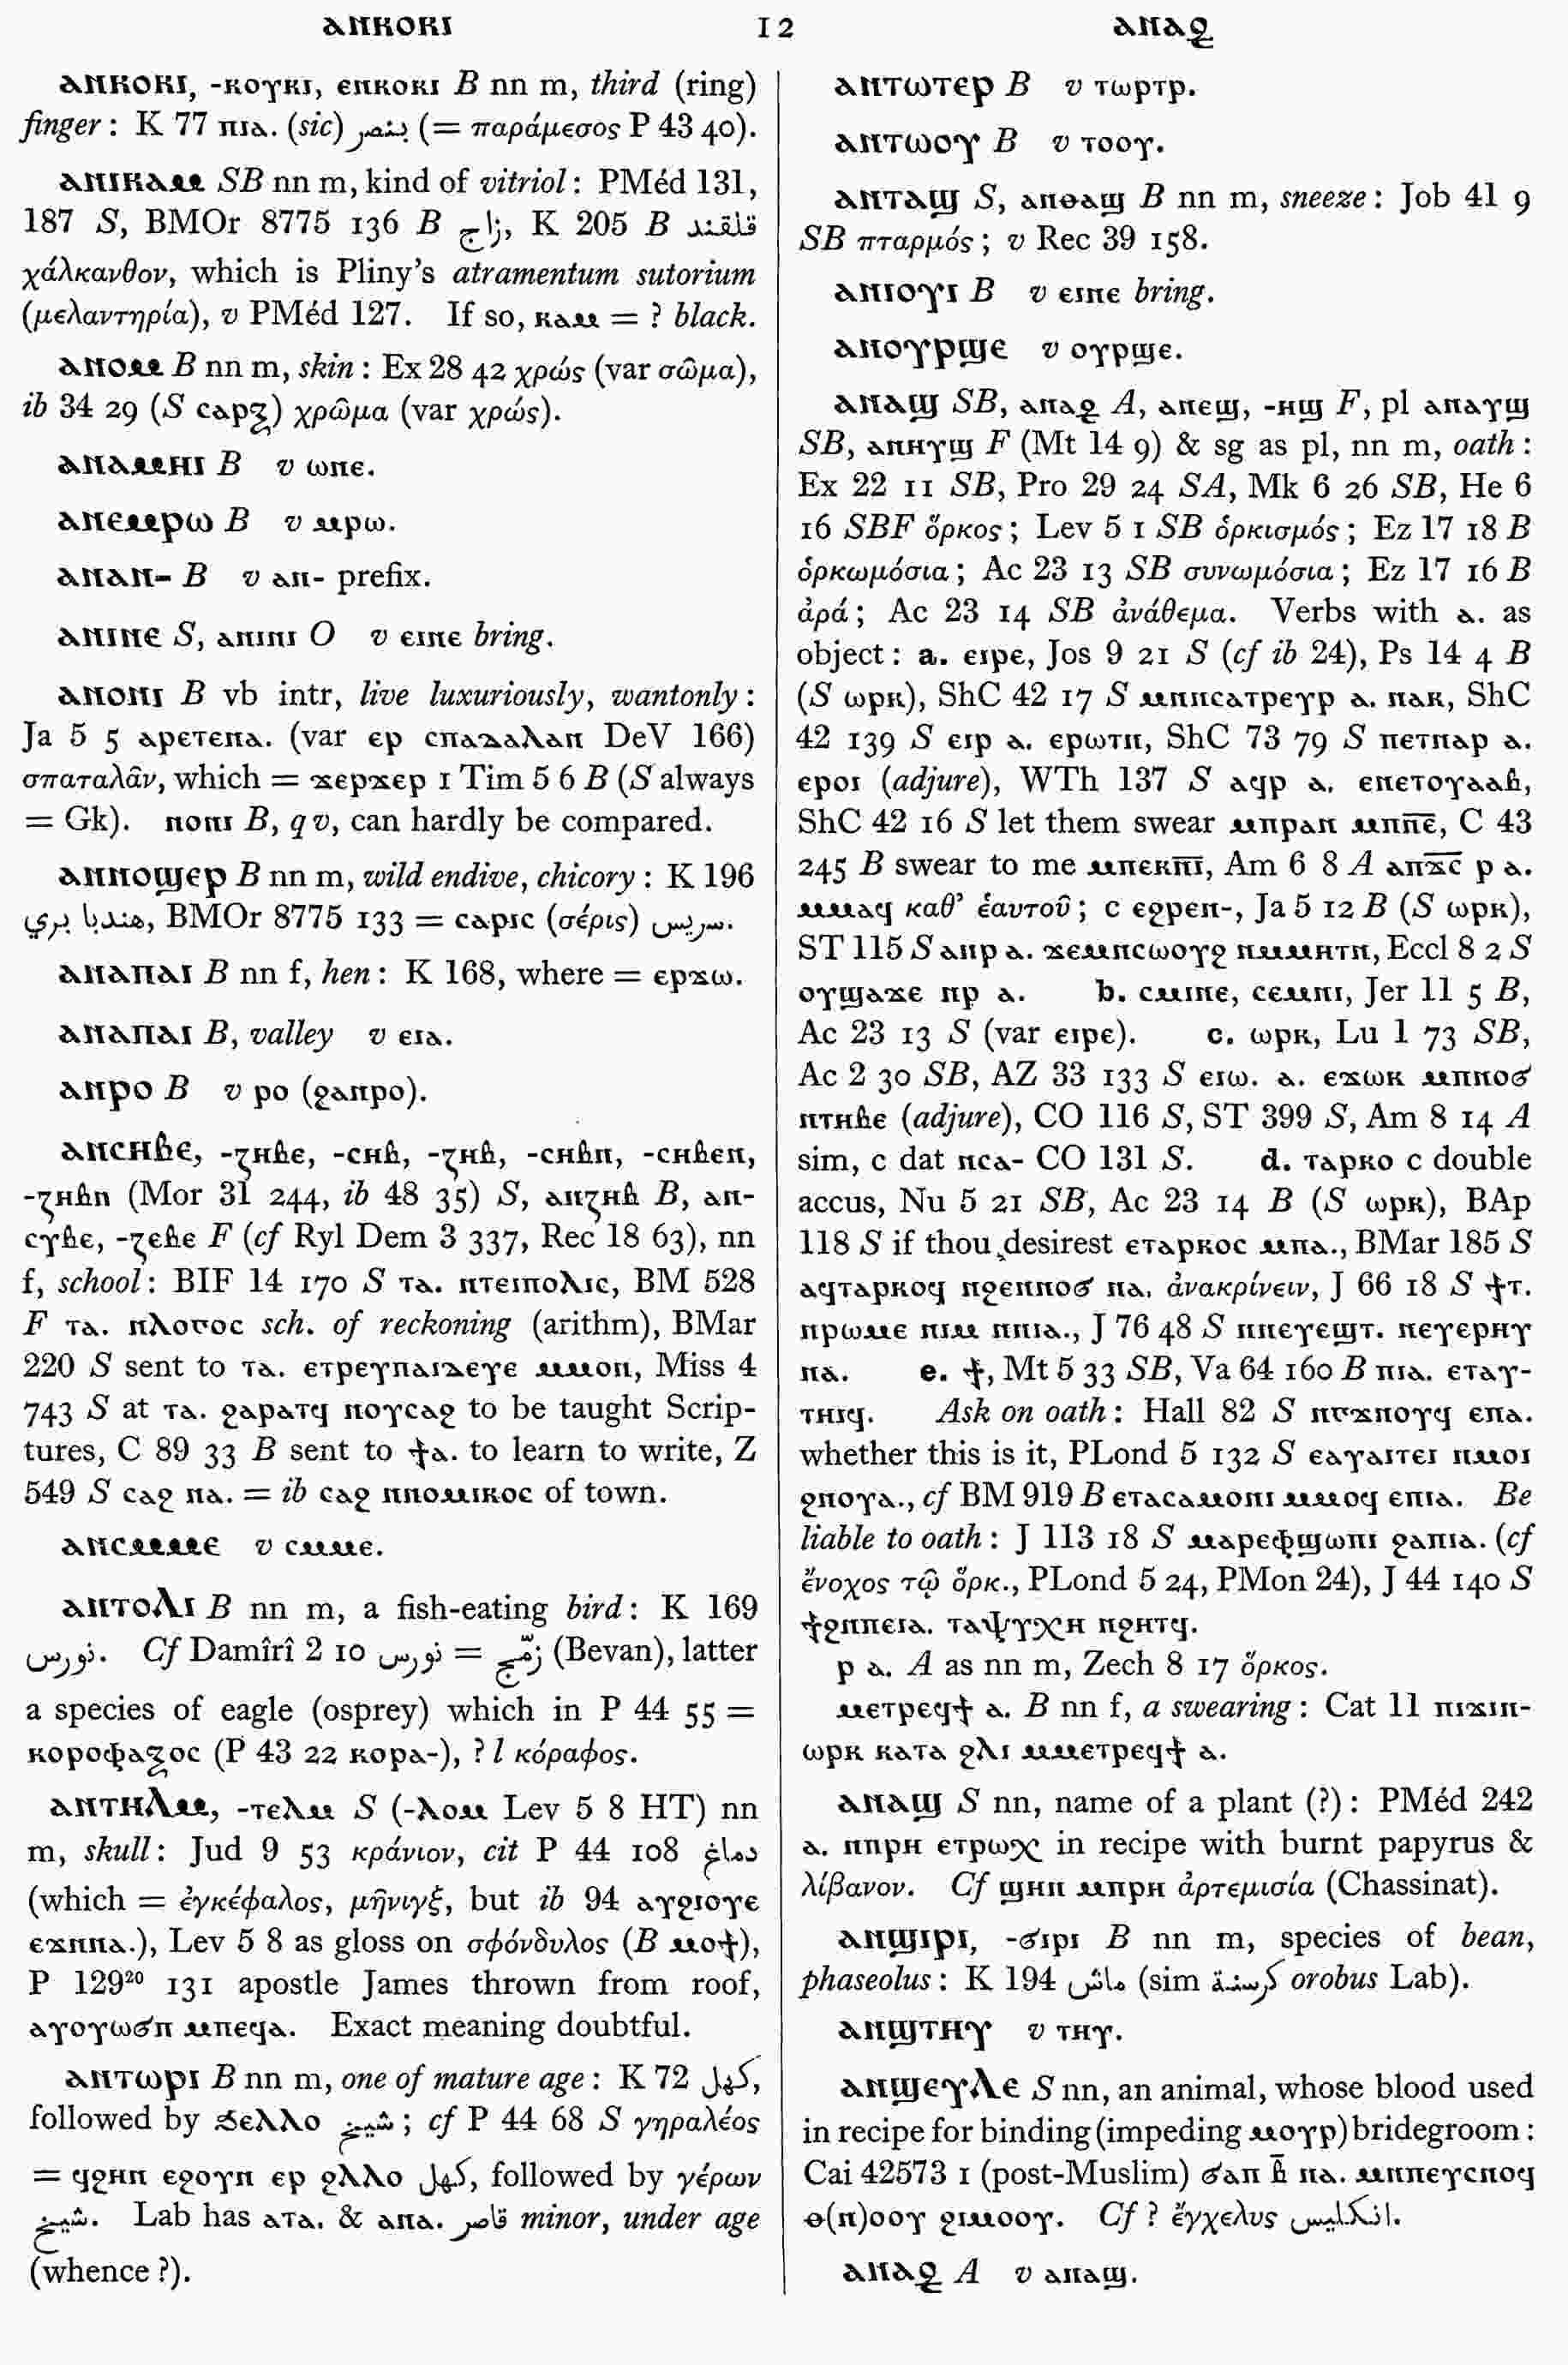 ⲁⲛⲕⲟⲕⲓ 12 ⲁⲛⲁϩ̣
ⲁⲛⲕⲟⲕⲓ, -ⲕⲟⲩⲕⲓ, ⲉⲛⲕⲟⲕⲓ B nn m, third (ring)
finger: K 77 ⲡⲓⲁ. (sic) بنصر (= παράμεσος P 43 40).
ⲁⲛⲓⲕⲁⲙ SB nn m, kind of vitriol: PMéd 131,
187 S, BMOr 8775 136 B زاج, K 205 B قلقند
χάλκανθον, which is Pliny's atramentum sutorium
(μελαντηρία), v PMéd 127. If so, ⲕⲁⲙ = ? black.
ⲁⲛⲟⲙ B nn m, skin: Ex 28 42 χρώς (var σῶμα),
ib 34 29 (S ⲥⲁⲣⲝ) χρῶμα (var χρώς).
ⲁⲛⲁⲙⲏⲓ B v ⲱⲛⲉ.
ⲁⲛⲉⲙⲣⲱ B v ⲙⲣⲱ.
ⲁⲛⲁⲛ- B v ⲁⲛ- prefix.
ⲁⲛⲓⲛⲉ S, ⲁⲛⲓⲛⲓ O v ⲉⲓⲛⲉ bring.
ⲁⲛⲟⲛⲓ B vb intr, live luxuriously, wantonly:
Ja 5 5 ⲁⲣⲉⲧⲉⲛⲁ. (var ⲉⲣ ⲥⲡⲁⲇⲁⲗⲁⲛ DeV 166)
σπαταλᾶν, which = ϫⲉⲣϫⲉⲣ 1 Tim 5 6 B (S always
= Gk). ⲛⲟⲛⲓ B, q v, can hardly be compared.
ⲁⲛⲛⲟϣⲉⲣ B nn m, wild endive, chicory: K 196
هندبا بري, BMOr 8775 133 = ⲥⲁⲣⲓⲥ (σέρις) سريس.
ⲁⲛⲁⲡⲁⲓ B nn f, hen: K 168, where = ⲉⲣϫⲱ.
ⲁⲛⲁⲡⲁⲓ B, valley v ⲉⲓⲁ.
ⲁⲛⲣⲟ B v ⲣⲟ (ϩⲁⲛⲣⲟ).
ⲁⲛⲥⲏⲃⲉ, -ⲍⲏⲃⲉ, -ⲥⲏⲃ, -ⲍⲏⲃ, -ⲥⲏⲃⲛ, -ⲥⲏⲃⲉⲛ,
-ⲍⲏⲃⲛ (Mor 31 244, ib 48 35) S, ⲁⲛⲍⲏⲃ B, ⲁⲛ-
ⲥⲩⲃⲉ, -ⲍⲉⲃⲉ F (cf Ryl Dem 3 337, Rec 18 63), nn
f, school: BIF 14 170 S ⲧⲁ. ⲛⲧⲉⲓⲡⲟⲗⲓⲥ, BM 528
F ⲧⲁ. ⲛⲗⲟⲅⲟⲥ sch. of reckoning (arithm), BMar
220 S sent to ⲧⲁ. ⲉⲧⲣⲉⲩⲡⲁⲓⲇⲉⲩⲉ ⲙⲙⲟⲛ, Miss 4
743 S at ⲧⲁ. ϩⲁⲣⲁⲧϥ ⲛⲟⲩⲥⲁϩ to be taught Scrip-
tures, C 89 33 B sent to ϯⲁ. to learn to write, Z
549 S ⲥⲁϩ ⲛⲁ. = ib ⲥⲁϩ ⲛⲛⲟⲙⲓⲕⲟⲥ of town.
ⲁⲛⲥⲙⲙⲉ v ⲥⲙⲙⲉ.
ⲁⲛⲧⲟⲗⲓ B nn m, a fish-eating bird: K 169
نورس. Cf Damîrî 2 10 نورس = زمّج (Bevan), latter
a species of eagle (osprey) which in P 44 55 =
ⲕⲟⲣⲟⲫⲁⲝⲟⲥ (P 43 22 ⲕⲟⲣⲁ-), ? l κόραφος.
ⲁⲛⲧⲏⲗⲙ, -ⲧⲉⲗⲙ S (-ⲗⲟⲙ Lev 5 8 HT) nn
m, skull: Jud 9 53 κράνιον, cit P 44 108 دماغ
(which = ἐγκέφαλος, μῆνιγξ, but ib 94 ⲁⲩϩⲓⲟⲩⲉ
ⲉϫⲛⲡⲁ.), Lev 5 8 as gloss on σφόνδυλος (B ⲙⲟϯ),
P 129²⁰ 131 apostle James thrown from roof,
ⲁⲩⲟⲩⲱϭⲡ ⲙⲡⲉϥⲁ. Exact meaning doubtful.
ⲁⲛⲧⲱⲣⲓ B nn m, one of mature age: K 72 كهل,
followed by ϧⲉⲗⲗⲟ شيخ; cf P 44 68 S γηραλέος
= ϥϩⲏⲡ ⲉϩⲟⲩⲛ ⲉⲣ ϩⲗⲗⲟ كهل, followed by γέρων
شيخ. Lab has ⲁⲧⲁ. & ⲁⲡⲁ. قاصر minor, under age
(whence ?).
ⲁⲛⲧⲱⲧⲉⲣ B v ⲧⲱⲣⲧⲣ.
ⲁⲛⲧⲱⲟⲩ B v ⲧⲟⲟⲩ.
ⲁⲛⲧⲁϣ S, ⲁⲛⲑⲁϣ B nn m, sneeze: Job 41 9
SB πταρμός; v Rec 39 158.
ⲁⲛⲓⲟⲩⲓ B v ⲉⲓⲛⲉ bring.
ⲁⲛⲟⲩⲣϣⲉ v ⲟⲩⲣϣⲉ.
ⲁⲛⲁϣ SB, ⲁⲛⲁϩ̣ A, ⲁⲛⲉϣ, -ⲏϣ F, pl ⲁⲛⲁⲩϣ
SB, ⲁⲛⲏⲩϣ F (Mt 14 9) & sg as pl, nn m, oath:
Ex 22 11 SB, Pro 29 24 SA, Mk 6 26 SB, He 6
16 SBF ὅρκος; Lev 5 1 SB ὁρκισμός; Ez 17 18 B
ὁρκωμόσια; Ac 23 13 SB συνωμόσια; Ez 17 16 B
ἀρά; Ac 23 14 SB ἀνάθεμα. Verbs with ⲁ. as
object: a. ⲉⲓⲣⲉ, Jos 9 21 S (cf ib 24), Ps 14 4 B
(S ⲱⲣⲕ), ShC 42 17 S ⲙⲛⲛⲥⲁⲧⲣⲉⲩⲣ ⲁ. ⲛⲁⲕ, ShC
42 139 S ⲉⲓⲣ ⲁ. ⲉⲣⲱⲧⲛ, ShC 73 79 S ⲡⲉⲧⲛⲁⲣ ⲁ.
ⲉⲣⲟⲓ (adjure), WTh 137 S ⲁϥⲣ ⲁ. ⲉⲡⲉⲧⲟⲩⲁⲁⲃ,
ShC 42 16 S let them swear ⲙⲡⲣⲁⲛ ⲙⲡⲛ̅ⲉ̅, C 43
245 B swear to me ⲙⲡⲉⲕⲛ̅ϯ̅, Am 6 8 A ⲁⲡϫ̅ⲥ̅ ⲣ ⲁ.
ⲙⲙⲁϥ καθ' ἑαυτοῦ; c ⲉϩⲣⲉⲛ-, Ja 5 12 B (S ⲱⲣⲕ),
ST 115 S ⲁⲛⲣ ⲁ. ϫⲉⲙⲛⲥⲱⲟⲩϩ ⲛⲙⲙⲏⲧⲛ, Eccl 8 2 S
ⲟⲩϣⲁϫⲉ ⲛⲣ ⲁ. b. ⲥⲙⲓⲛⲉ, ⲥⲉⲙⲛⲓ, Jer 11 5 B,
Ac 23 13 S (var ⲉⲓⲣⲉ). c. ⲱⲣⲕ, Lu 1 73 SB,
Ac 2 30 SB, AZ 33 133 S ⲉⲓⲱ. ⲁ. ⲉϫⲱⲕ ⲙⲡⲛⲟϭ
ⲛⲧⲏⲃⲉ (adjure), CO 116 S, ST 399 S, Am 8 14 A
sim, c dat ⲛⲥⲁ- CO 131 S. d. ⲧⲁⲣⲕⲟ c double
accus, Nu 5 21 SB, Ac 23 14 B (S ⲱⲣⲕ), BAp
118 S if thou desirest ⲉⲧⲁⲣⲕⲟⲥ ⲙⲡⲁ., BMar 185 S
ⲁϥⲧⲁⲣⲕⲟϥ ⲛϩⲉⲛⲛⲟϭ ⲛⲁ. ἀνακρίνειν, J 66 18 S ϯⲧ.
ⲛⲣⲱⲙⲉ ⲛⲓⲙ ⲛⲛⲓⲁ., J 76 48 S ⲛⲛⲉⲩⲉϣⲧ. ⲛⲉⲩⲉⲣⲏⲩ
ⲛⲁ. e. ϯ, Mt 5 33 SB, Va 64 160 B ⲡⲓⲁ. ⲉⲧⲁⲩ-
ⲧⲏⲓϥ. Ask on oath: Hall 82 S ⲛⲅϫⲛⲟⲩϥ ⲉⲡⲁ.
whether this is it, PLond 5 132 S ⲉⲁⲩⲁⲓⲧⲉⲓ ⲙⲙⲟⲓ
ϩⲛⲟⲩⲁ., cf BM 919 B ⲉⲧⲁⲥⲁⲙⲟⲛⲓ ⲙⲙⲟϥ ⲉⲡⲓⲁ. Be
liable to oath: J 113 18 S ⲙⲁⲣⲉϥϣⲱⲡⲓ ϩⲁⲡⲓⲁ. (cf
ἔνοχος τῷ ὅρκ., PLond 5 24, PMon 24), J 44 140 S
ϯϩⲛⲡⲉⲓⲁ. ⲧⲁⲯⲩⲭⲏ ⲛϩⲏⲧϥ.
ⲣ ⲁ. A as nn m, Zech 8 17 ὅρκος.
ⲙⲉⲧⲣⲉϥϯ ⲁ. B nn f, a swearing: Cat 11 ⲡⲓϫⲓⲛ-
ⲱⲣⲕ ⲕⲁⲧⲁ ϩⲗⲓ ⲙⲙⲉⲧⲣⲉϥϯ ⲁ.
ⲁⲛⲁϣ S nn, name of a plant (?): PMéd 242
ⲁ. ⲛⲡⲣⲏ ⲉⲧⲣⲱⲭ in recipe with burnt papyrus &
λίβανον. Cf ϣⲏⲛ ⲙⲡⲣⲏ ἀρτεμισία (Chassinat).
ⲁⲛϣⲓⲣⲓ, -ϭⲓⲣⲓ B nn m, species of bean,
phaseolus: K 194 ماش (sim كرسنة orobus Lab).
ⲁⲛϣⲧⲏⲩ v ⲧⲏⲩ.
ⲁⲛϣⲉⲩⲗⲉ S nn, an animal, whose blood used
in recipe for binding (impeding ⲙⲟⲩⲣ) bridegroom:
Cai 42573 1 (post-Muslim) ϭⲁⲛ ⲃ̅ ⲛⲁ. ⲙⲛⲡⲉⲩⲥⲛⲟϥ
ⲑ(ⲛ)ⲟⲟⲩ ϩⲓⲙⲟⲟⲩ. Cf ? ἔγχελυς انكليس.
ⲁⲛⲁϩ̣ A v ⲁⲛⲁϣ.